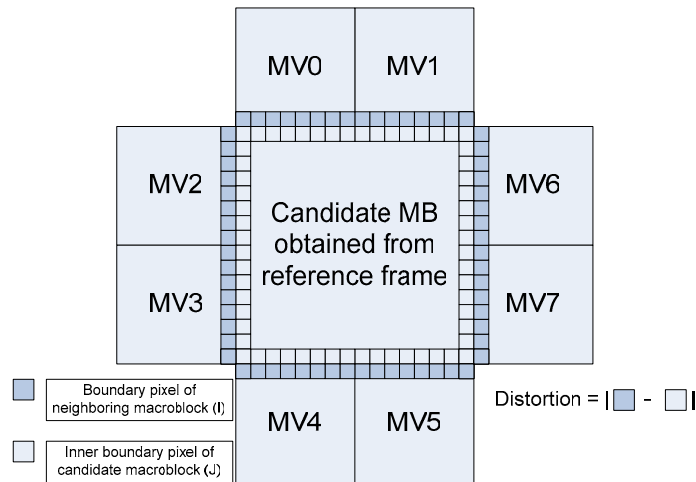 MV0 MV1
MV2 MV6
Candidate MB
obtained from
reference frame
MV3 MV7
Boundary pixel of
neighboring macroblock (I)
Distortion = | - |
MV4 MV5
Inner boundary pixel of
candidate macroblock (J)